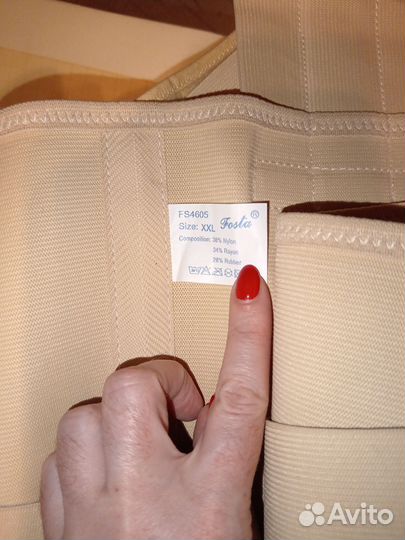 FS4605
Size: XXL Fosta®
Composition: 38% Nylon
34% Rayon
28% Rubber
Avito